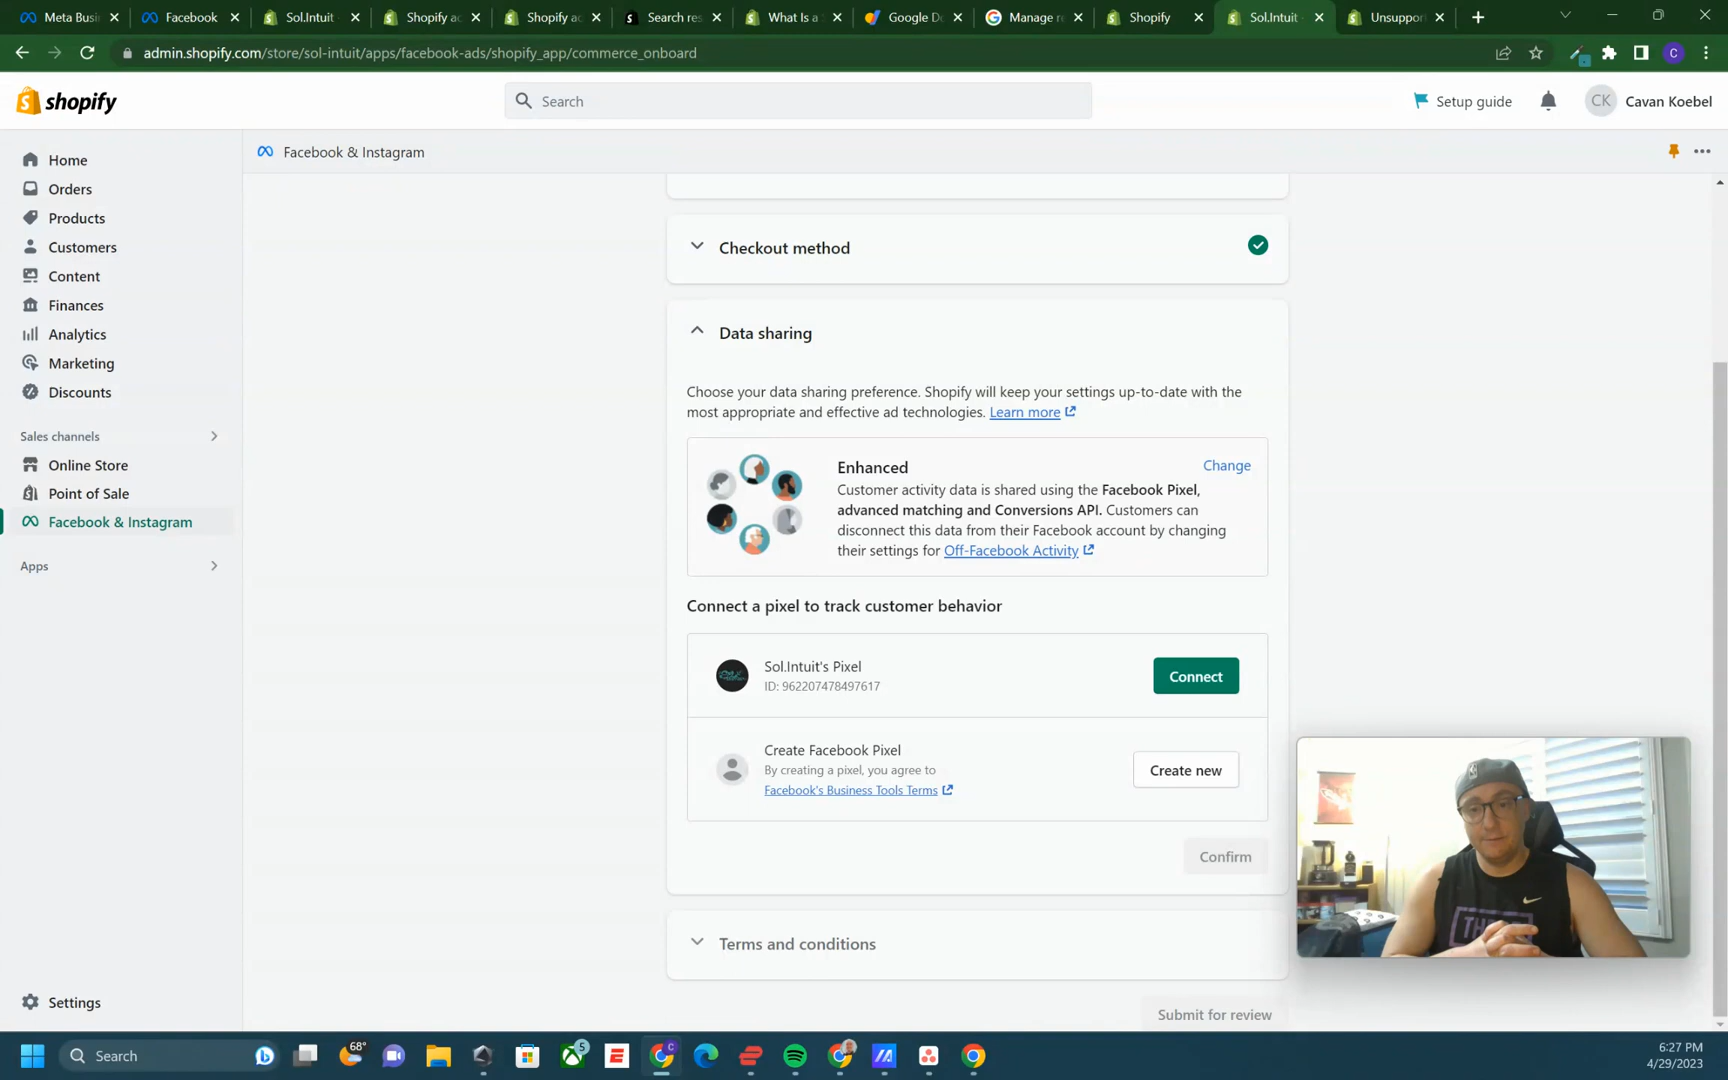 Meta Busi
Facebook
Sol.Intuit
Shopify ac
Shopify ac
Search res
What Is a S
Google Do
Manage re
Shopify
Sol.Intuit
Unsuppor
admin.shopify.com/store/sol-intuit/apps/facebook-ads/shopify_app/commerce_onboard
C
shopify
Search
Setup guide
CK
Cavan Koebel
Home
Orders
Products
Customers
Content
Finances
Analytics
Marketing
Discounts
Sales channels
Online Store
Point of Sale
Facebook & Instagram
Apps
Settings
Facebook & Instagram
Checkout method
Data sharing
Choose your data sharing preference. Shopify will keep your settings up-to-date with the
most appropriate and effective ad technologies. Learn more
Enhanced
Change
Customer activity data is shared using the Facebook Pixel,
advanced matching and Conversions API. Customers can
disconnect this data from their Facebook account by changing
their settings for Off-Facebook Activity
Connect a pixel to track customer behavior
Sol.Intuit's Pixel
ID: 962207478497617
Connect
Create Facebook Pixel
By creating a pixel, you agree to
Facebook's Business Tools Terms
Create new
Confirm
Terms and conditions
Submit for review
Search
68°
5
C
6:27 PM
4/29/2023